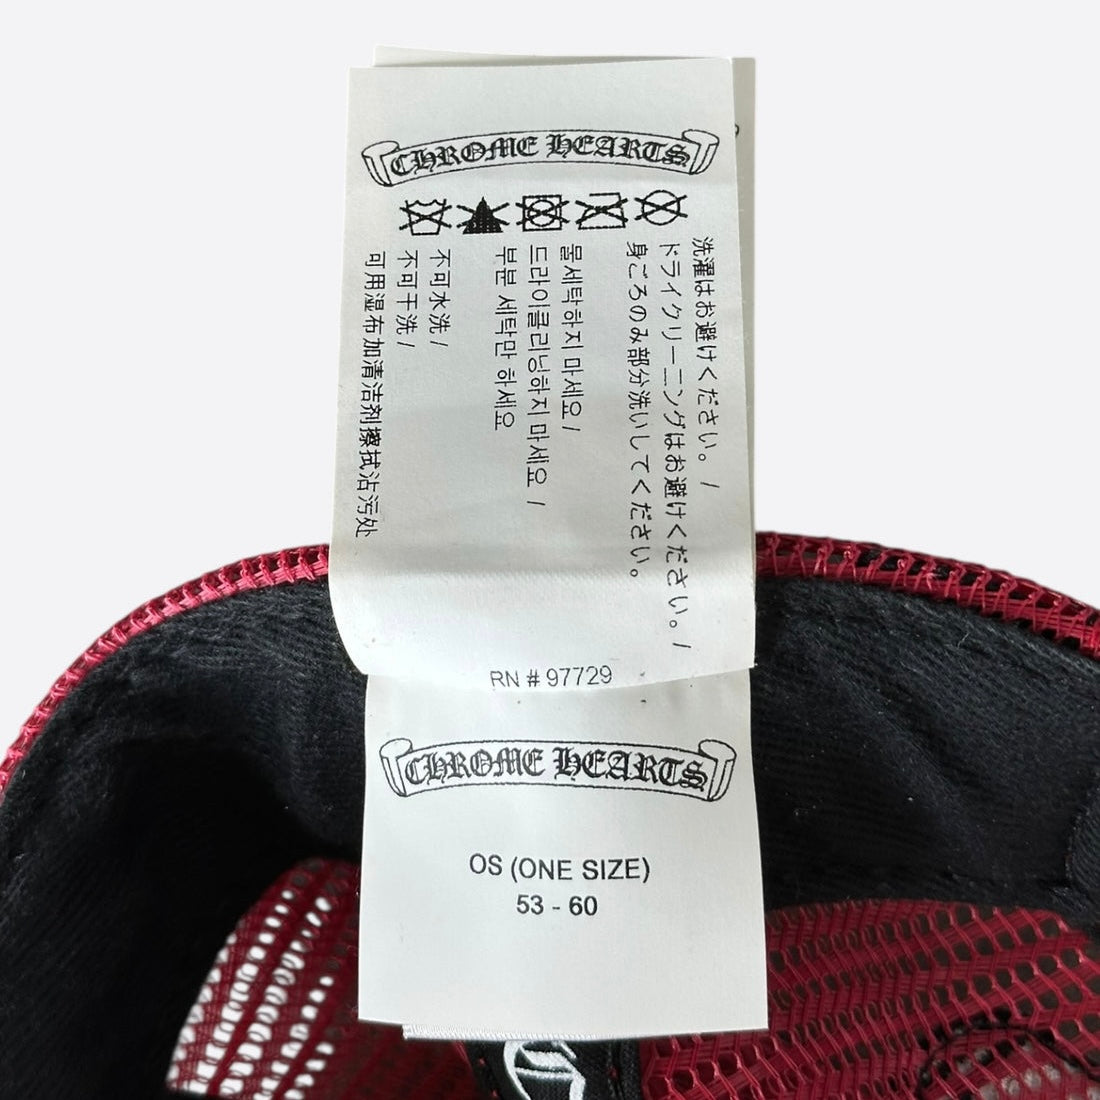 CHROME HEARTS
洗濯はお避けください。 /
ドライクリーニングはお避けください。 /
身ごろのみ部分洗いしてください。
물세탁하지 마세요 /
드라이클리닝하지 마세요 /
부분 세탁만 하세요
不可水洗 /
不可干洗 /
可用湿布加清洁剂擦拭沾污处
RN # 97729
CHROME HEARTS
OS (ONE SIZE)
53 - 60